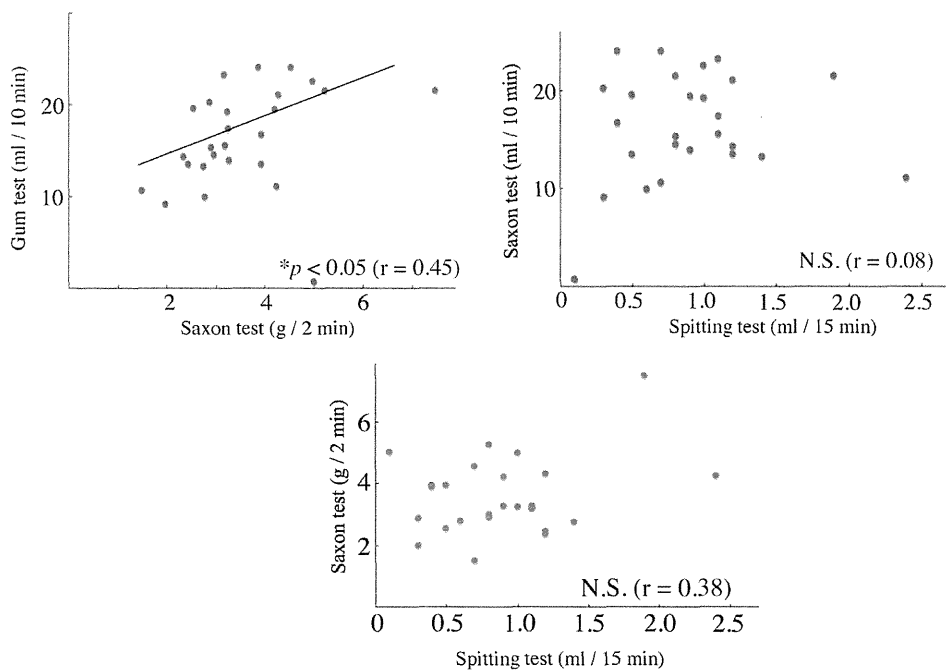 Gum test (ml / 10 min)
20
10
*p < 0.05 (r = 0.45)
2 4 6
Saxon test (g / 2 min)
Saxon test (ml / 10 min)
20
10
N.S. (r = 0.08)
0 0.5 1.0 1.5 2.0 2.5
Spitting test (ml / 15 min)
Saxon test (g / 2 min)
6
4
2
N.S. (r = 0.38)
0 0.5 1.0 1.5 2.0 2.5
Spitting test (ml / 15 min)